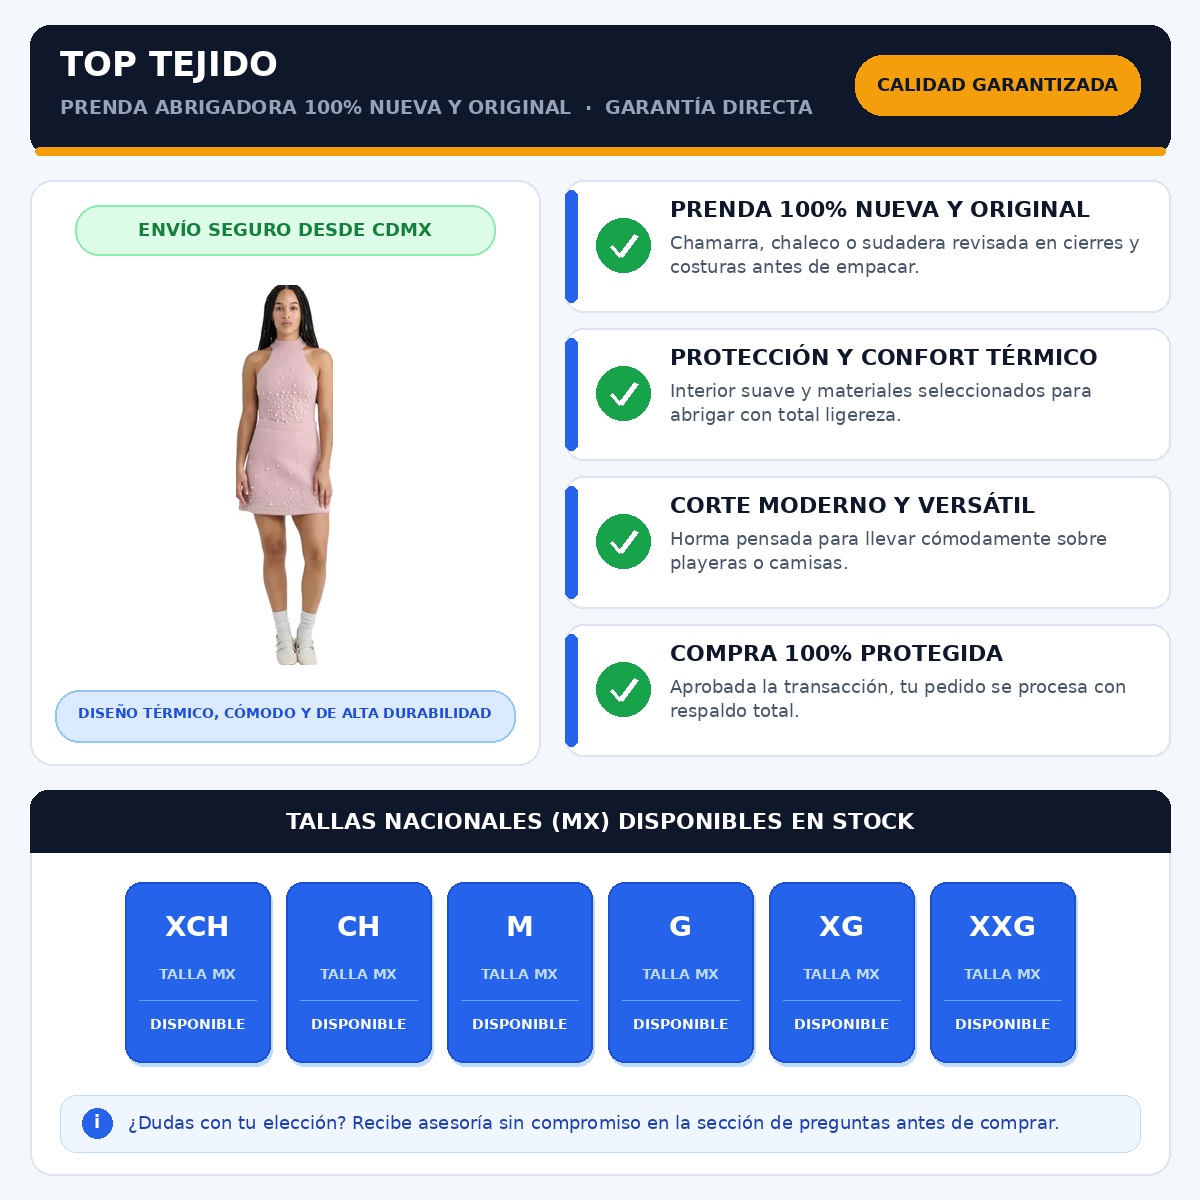 TOP TEJIDO
PRENDA ABRIGADORA 100% NUEVA Y ORIGINAL · GARANTÍA DIRECTA
CALIDAD GARANTIZADA
ENVÍO SEGURO DESDE CDMX
DISEÑO TÉRMICO, CÓMODO Y DE ALTA DURABILIDAD
PRENDA 100% NUEVA Y ORIGINAL
Chamarra, chaleco o sudadera revisada en cierres y
costuras antes de empacar.
PROTECCIÓN Y CONFORT TÉRMICO
Interior suave y materiales seleccionados para
abrigar con total ligereza.
CORTE MODERNO Y VERSÁTIL
Horma pensada para llevar cómodamente sobre
playeras o camisas.
COMPRA 100% PROTEGIDA
Aprobada la transacción, tu pedido se procesa con
respaldo total.
TALLAS NACIONALES (MX) DISPONIBLES EN STOCK
XCH
TALLA MX
DISPONIBLE
CH
TALLA MX
DISPONIBLE
M
TALLA MX
DISPONIBLE
G
TALLA MX
DISPONIBLE
XG
TALLA MX
DISPONIBLE
XXG
TALLA MX
DISPONIBLE
i ¿Dudas con tu elección? Recibe asesoría sin compromiso en la sección de preguntas antes de comprar.